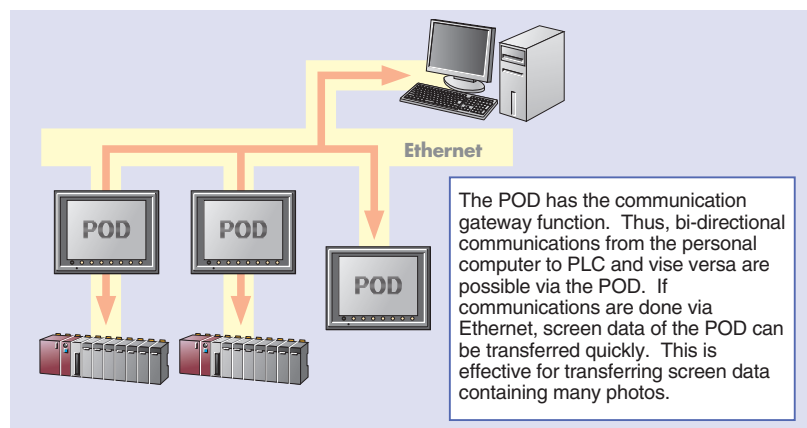 Ethernet
POD
POD
POD
The POD has the communication
gateway function.  Thus, bi-directional
communications from the personal
computer to PLC and vise versa are
possible via the POD.  If
communications are done via
Ethernet, screen data of the POD can
be transferred quickly.  This is
effective for transferring screen data
containing many photos.